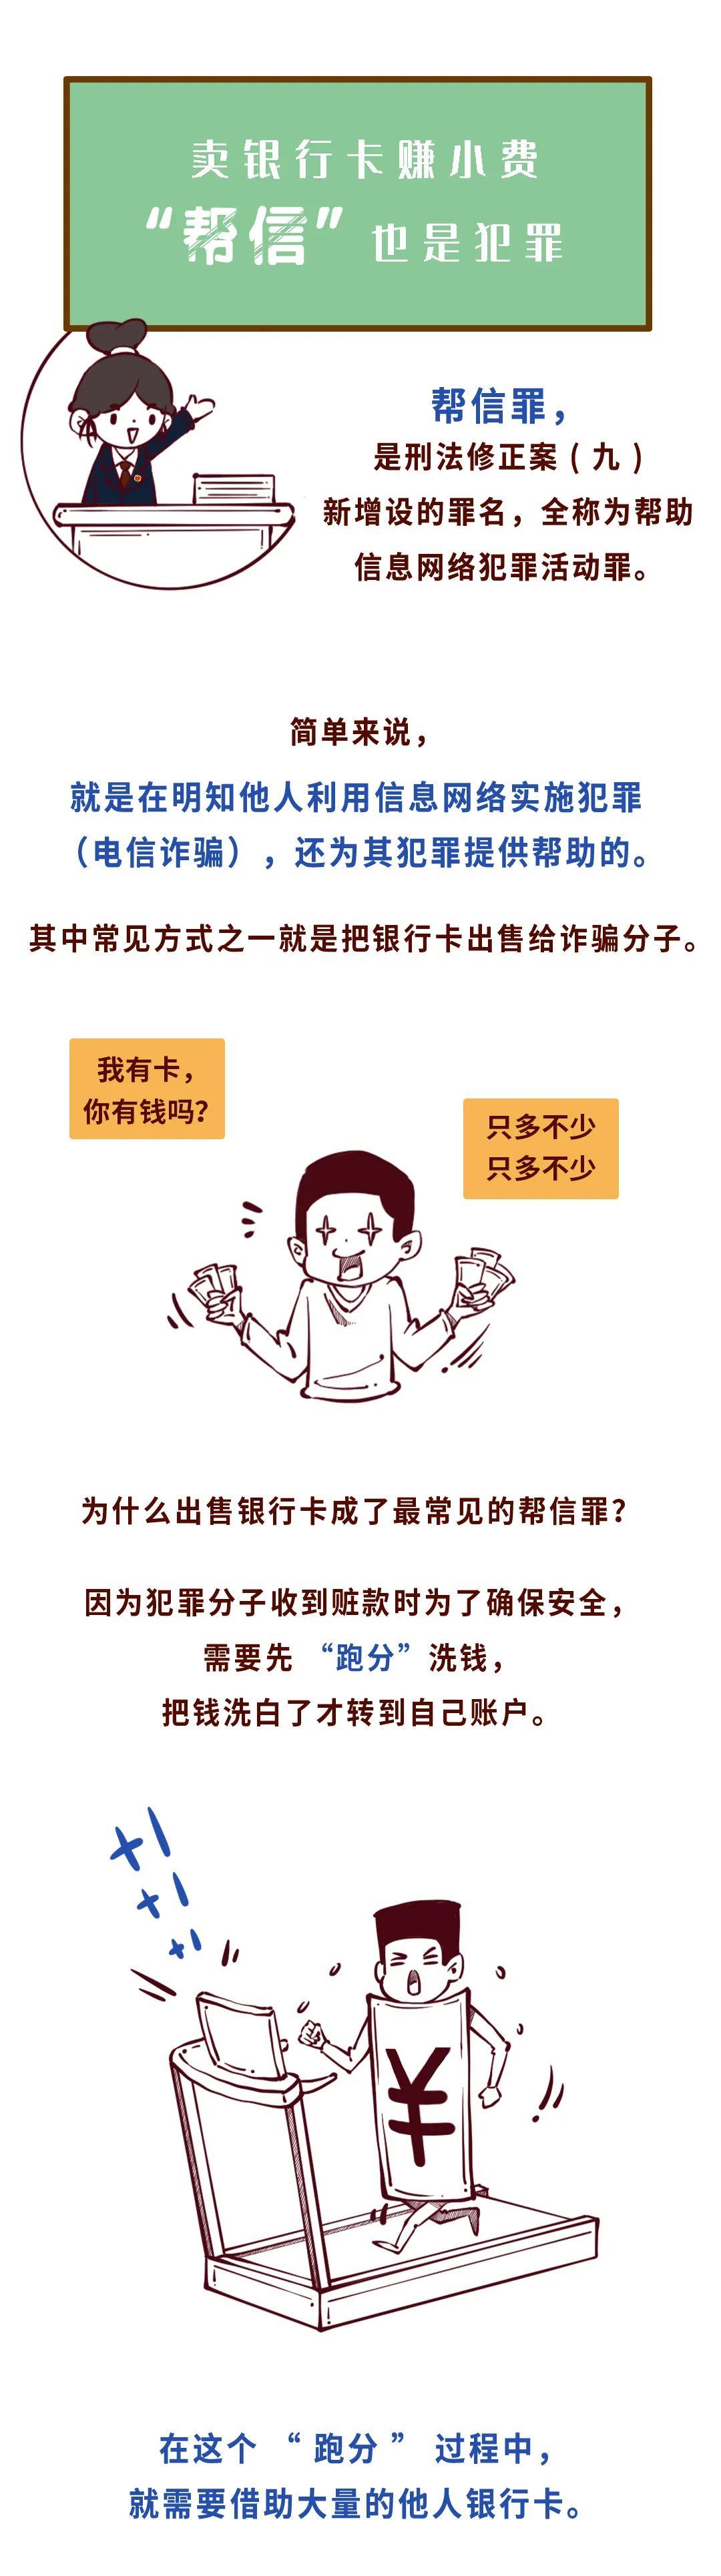 卖银行卡赚小费
“帮信”也是犯罪
帮信罪，
是刑法修正案（九）
新增设的罪名，全称为帮助
信息网络犯罪活动罪。
简单来说，
就是在明知他人利用信息网络实施犯罪
（电信诈骗），还为其犯罪提供帮助的。
其中常见方式之一就是把银行卡出售给诈骗分子。
我有卡，
你有钱吗？
只多不少
只多不少
为什么出售银行卡成了最常见的帮信罪？
因为犯罪分子收到赃款时为了确保安全，
需要先“跑分”洗钱，
把钱洗白了才转到自己账户。
+1
+1
+1
¥
在这个“跑分”过程中，
就需要借助大量的他人银行卡。